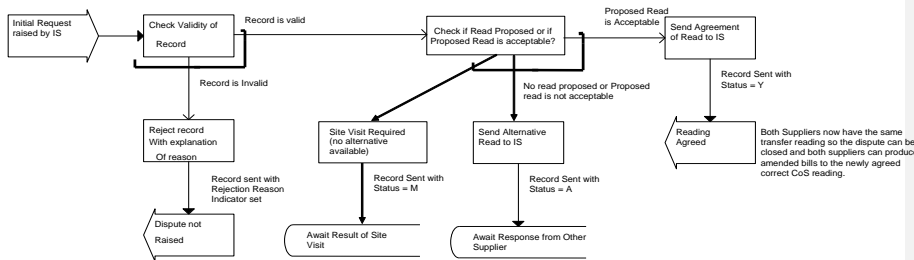 Initial Request
raised by IS
Check Validity of
Record
Record is valid
Check if Read Proposed or if
Proposed Read is acceptable?
Proposed Read
is Acceptable
Send Agreement
of Read to IS
Record is Invalid
No read proposed or Proposed
read is not acceptable
Record Sent with
Status = Y
Reject record
With explanation
Of reason
Site Visit Required
(no alternative
available)
Send Alternative
Read to IS
Reading
Agreed
Both Suppliers now have the same
transfer reading so the dispute can be
closed and both suppliers can produce
amended bills to the newly agreed
correct CoS reading.
Record sent with
Rejection Reason
Indicator set
Record Sent with
Status = M
Record Sent with
Status = A
Dispute not
Raised
Await Result of Site
Visit
Await Response from Other
Supplier